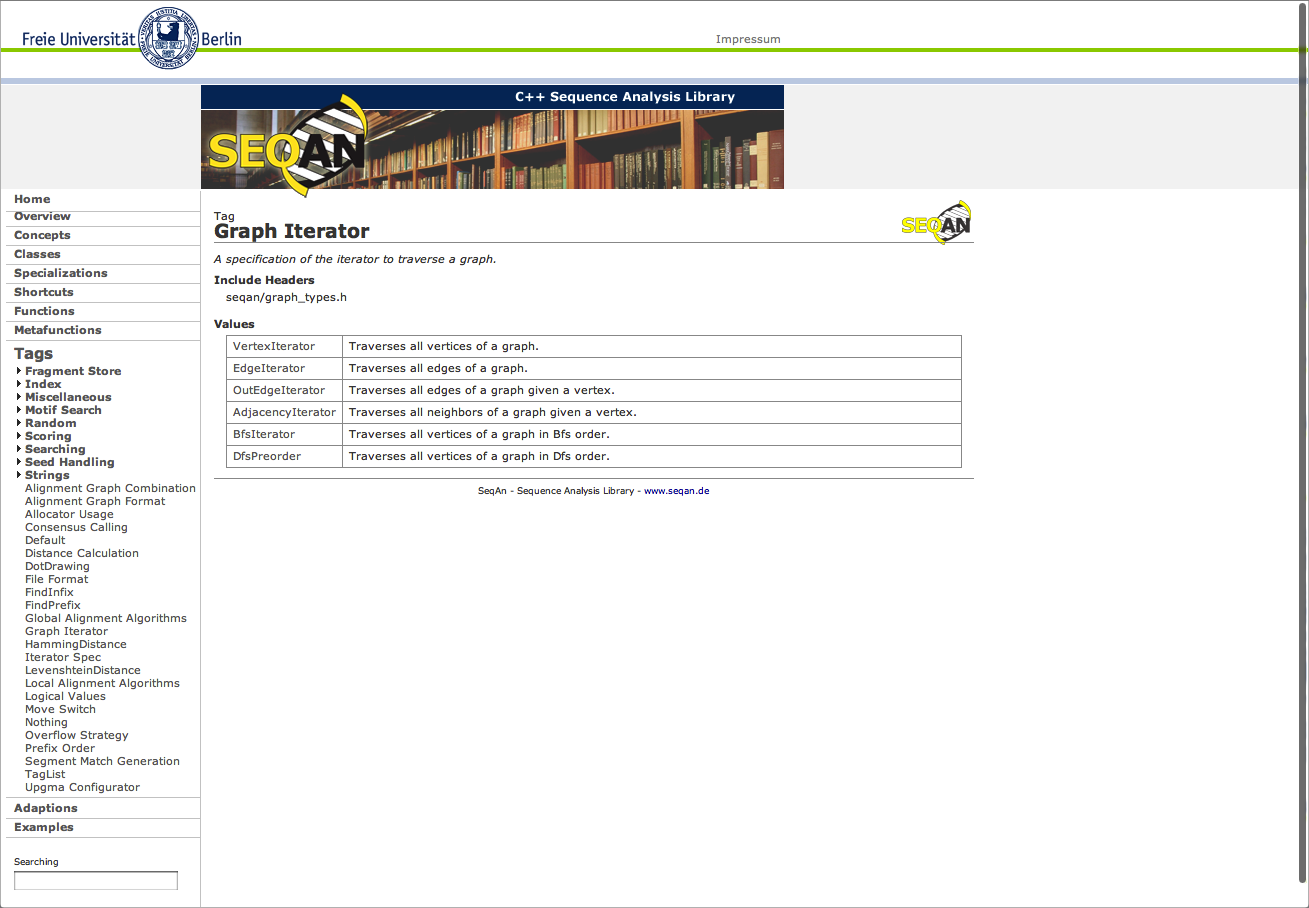 Freie Universität Berlin
Impressum
C++ Sequence Analysis Library
SEQAN
Home
Overview
Concepts
Classes
Specializations
Shortcuts
Functions
Metafunctions
Tags
Fragment Store
Index
Miscellaneous
Motif Search
Random
Scoring
Searching
Seed Handling
Strings
Alignment Graph Combination
Alignment Graph Format
Allocator Usage
Consensus Calling
Default
Distance Calculation
DotDrawing
File Format
FindInfix
FindPrefix
Global Alignment Algorithms
Graph Iterator
HammingDistance
Iterator Spec
LevenshteinDistance
Local Alignment Algorithms
Logical Values
Move Switch
Nothing
Overflow Strategy
Prefix Order
Segment Match Generation
TagList
Upgma Configurator
Adaptions
Examples
Searching
Tag
Graph Iterator
SEQAN
A specification of the iterator to traverse a graph.
Include Headers
seqan/graph_types.h
Values
VertexIterator Traverses all vertices of a graph.
EdgeIterator Traverses all edges of a graph.
OutEdgeIterator Traverses all edges of a graph given a vertex.
AdjacencyIterator Traverses all neighbors of a graph given a vertex.
BfsIterator Traverses all vertices of a graph in Bfs order.
DfsPreorder Traverses all vertices of a graph in Dfs order.
SeqAn - Sequence Analysis Library - www.seqan.de